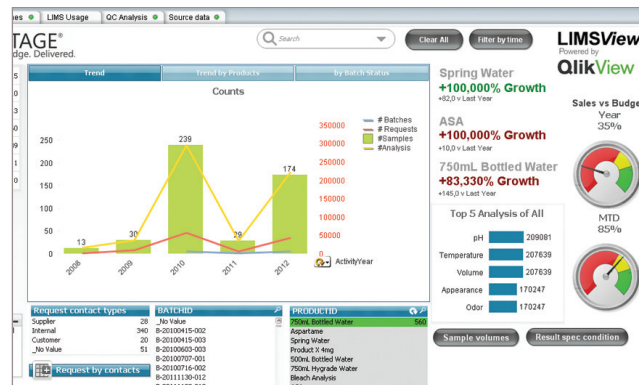 nes
LIMS Usage
QC Analysis
Source data
TAGE®
dge. Delivered.
Search
Clear All
Filter by time
LIMSView
Powered by
QlikView
Trend
Trend by Products
by Batch Status
Counts
# Batches
# Requests
#Samples
#Analysis
250
200
150
100
50
0
350000
300000
250000
200000
150000
100000
50000
0
13
30
239
29
174
2008
2009
2010
2011
2012
ActivityYear
Spring Water
+100,000% Growth
+82,0 v Last Year
ASA
+100,000% Growth
+10,0 v Last Year
750mL Bottled Water
+83,330% Growth
+145,0 v Last Year
Sales vs Budge
Year
35%
MTD
85%
Top 5 Analysis of All
pH 209081
Temperature 207639
Volume 207639
Appearance 170247
Odor 170247
Sample volumes
Result spec condition
Request contact types
Supplier 28
Internal 340
Customer 20
_No Value 51
Request by contacts
BATCHID
_No Value
B-20100415-002
B-20100415-003
B-20100603-003
B-20100707-001
B-20100716-002
B-20111130-012
PRODUCTID
750mL Bottled Water 560
Aspartame
Spring Water
Product X 4mg
500mL Bottled Water
750mL Hygrade Water
Bleach Analysis